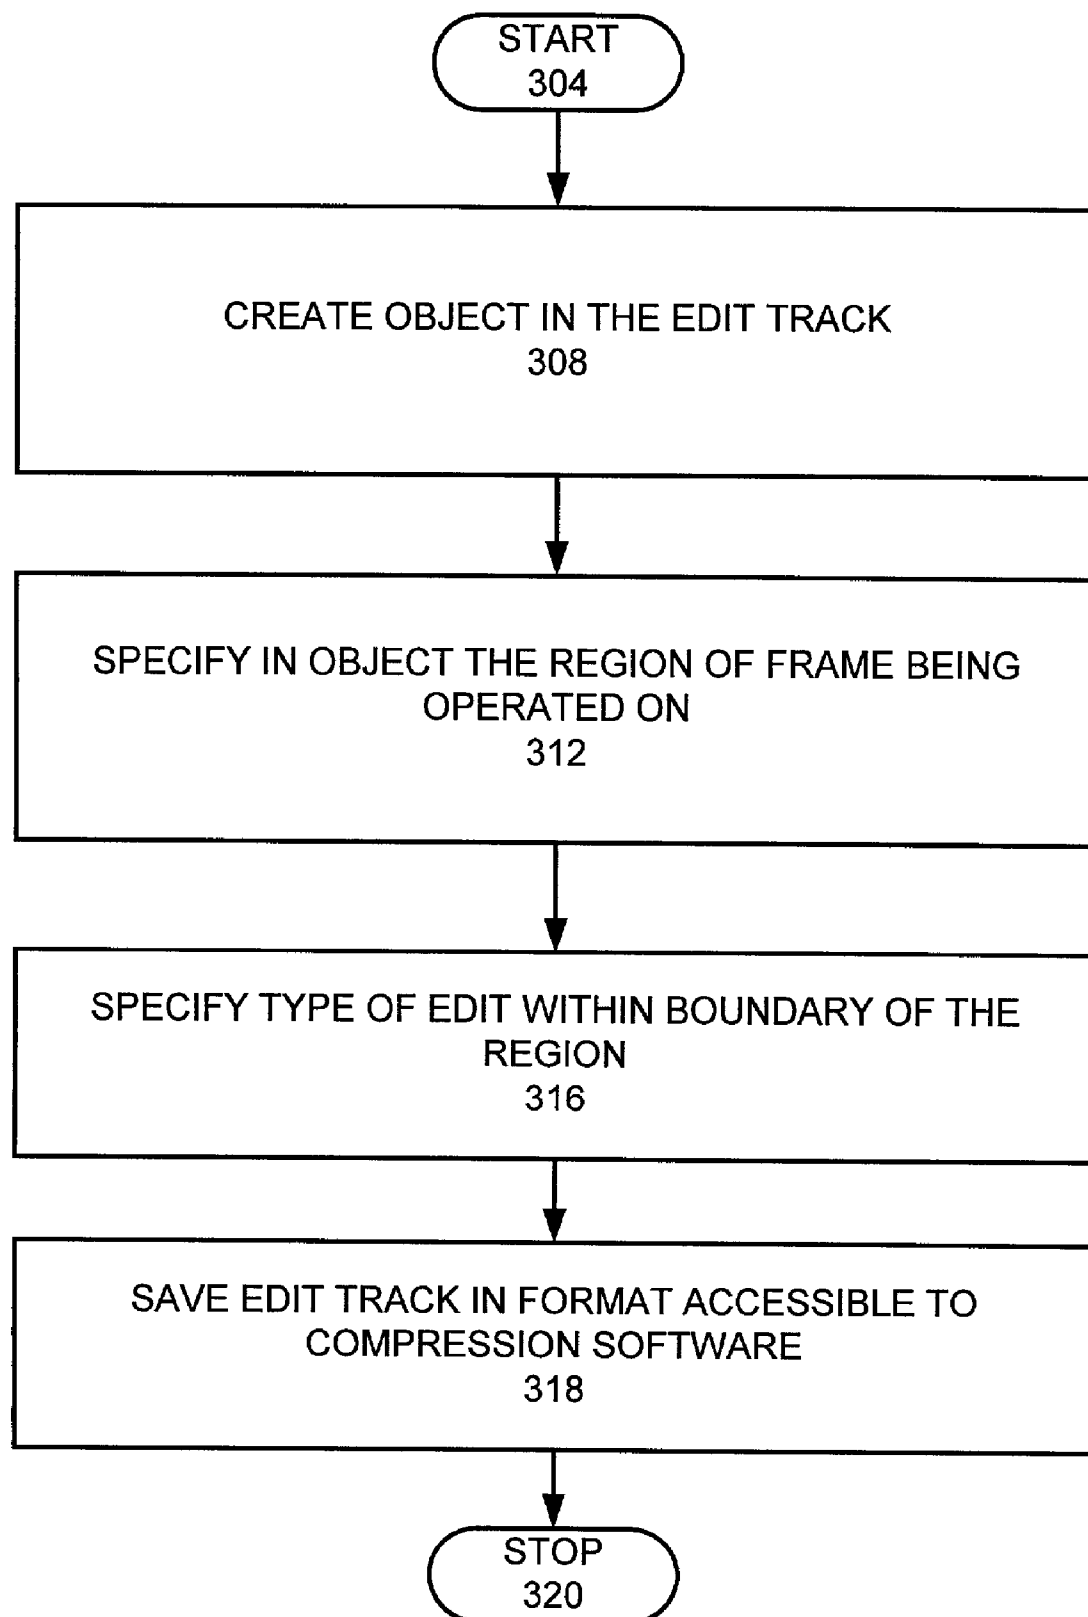 START
304
CREATE OBJECT IN THE EDIT TRACK
308
SPECIFY IN OBJECT THE REGION OF FRAME BEING
OPERATED ON
312
SPECIFY TYPE OF EDIT WITHIN BOUNDARY OF THE
REGION
316
SAVE EDIT TRACK IN FORMAT ACCESSIBLE TO
COMPRESSION SOFTWARE
318
STOP
320